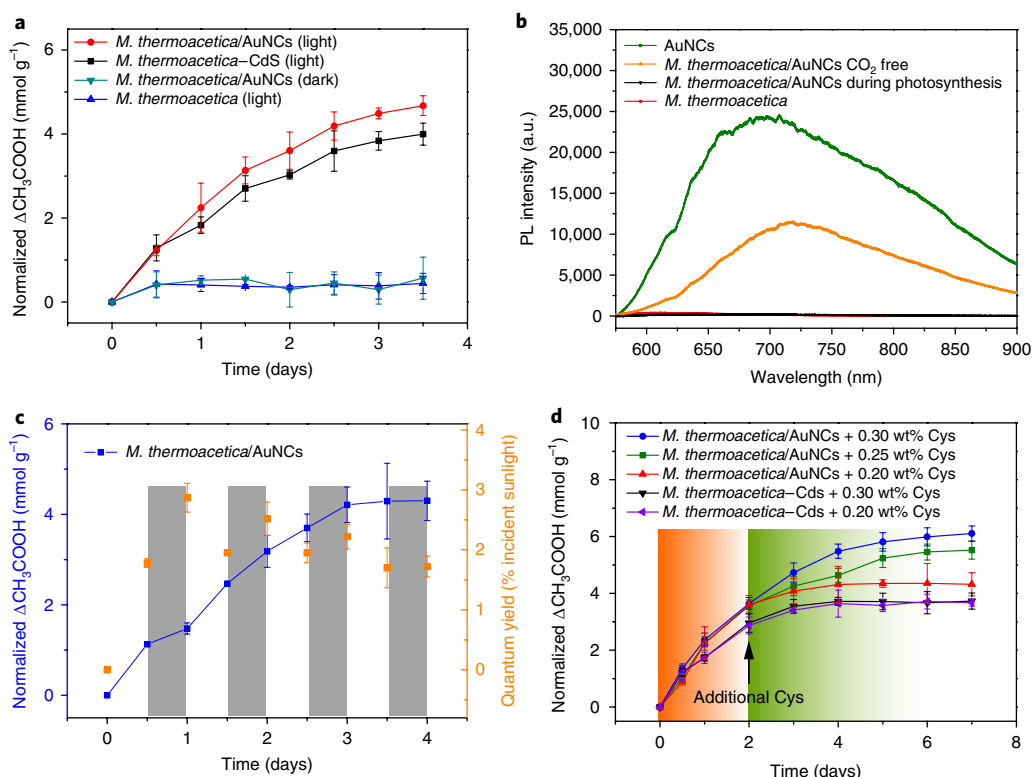 a
Normalized ΔCH₃COOH (mmol g⁻¹)
6
4
2
0
M. thermoacetica/AuNCs (light)
M. thermoacetica–CdS (light)
M. thermoacetica/AuNCs (dark)
M. thermoacetica (light)
0 1 2 3 4
Time (days)
b
PL intensity (a.u.)
35,000
30,000
25,000
20,000
15,000
10,000
5,000
0
AuNCs
M. thermoacetica/AuNCs CO₂ free
M. thermoacetica/AuNCs during photosynthesis
M. thermoacetica
600 650 700 750 800 850 900
Wavelength (nm)
c
Normalized ΔCH₃COOH (mmol g⁻¹)
6
4
2
0
M. thermoacetica/AuNCs
4
3
2
1
0
Quantum yield (% incident sunlight)
0 1 2 3 4
Time (days)
d
Normalized ΔCH₃COOH (mmol g⁻¹)
10
8
6
4
2
0
M. thermoacetica/AuNCs + 0.30 wt% Cys
M. thermoacetica/AuNCs + 0.25 wt% Cys
M. thermoacetica/AuNCs + 0.20 wt% Cys
M. thermoacetica–Cds + 0.30 wt% Cys
M. thermoacetica–Cds + 0.20 wt% Cys
Additional Cys
0 2 4 6 8
Time (days)